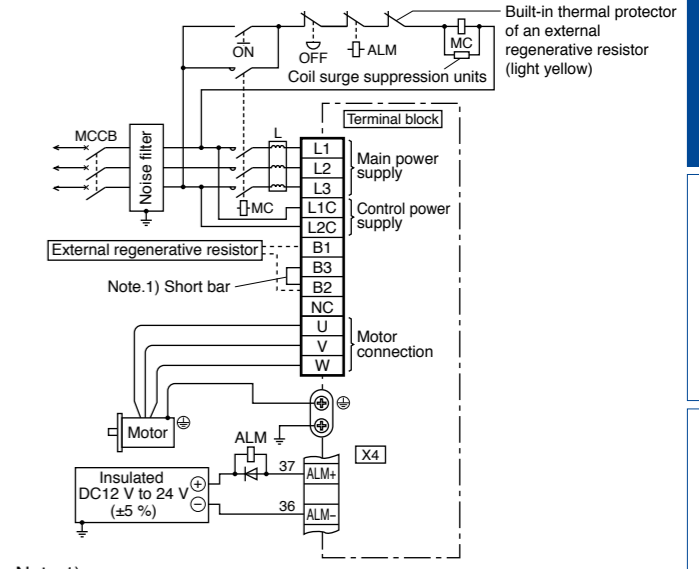 Built-in thermal protector
of an external
regenerative resistor
(light yellow)
ON
OFF
ALM
MC
Coil surge suppression units
Terminal block
MCCB
Noise filter
L
L1
L2
L3
Main power
supply
MC
L1C
L2C
Control power
supply
External regenerative resistor
B1
B3
B2
Note.1) Short bar
NC
U
V
W
Motor
connection
Motor
ALM
X4
Insulated
DC12 V to 24 V
(±5 %)
+
−
37
ALM+
36
ALM−